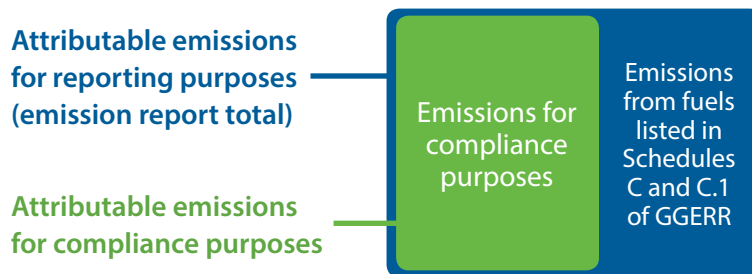 Attributable emissions
for reporting purposes
(emission report total)
Attributable emissions
for compliance purposes
Emissions for
compliance
purposes
Emissions
from fuels
listed in
Schedules
C and C.1
of GGERR